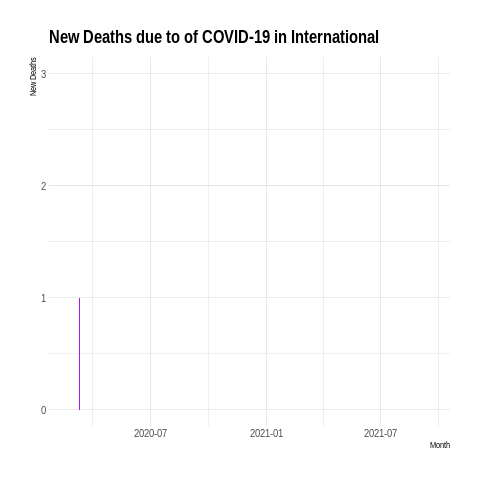 New Deaths due to of COVID-19 in International
New Deaths
3
2
1
0
2020-07 2021-01 2021-07
Month